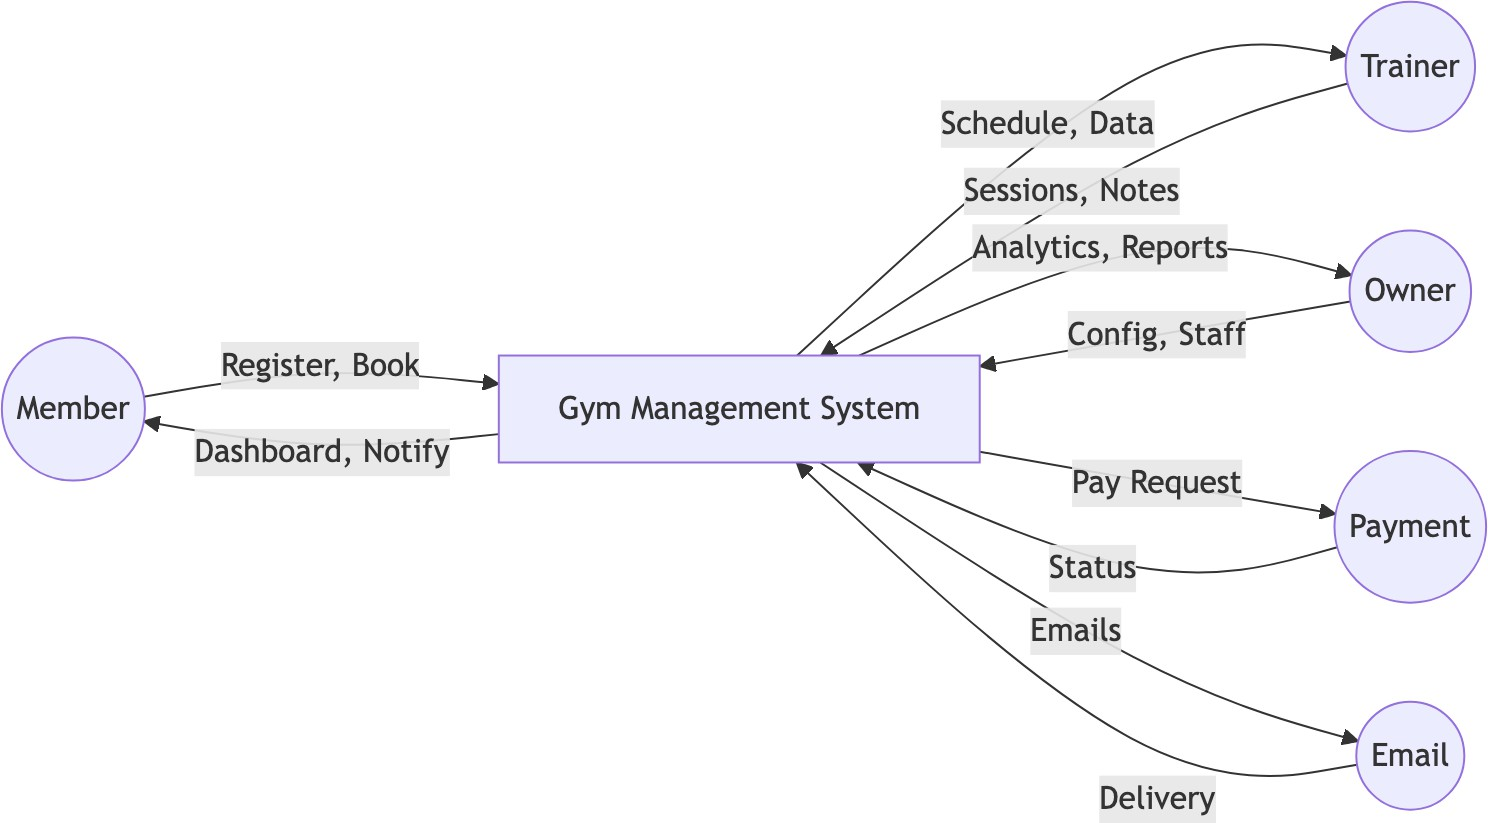 Trainer
Schedule, Data
Sessions, Notes
Analytics, Reports
Owner
Config, Staff
Register, Book
Member
Gym Management System
Dashboard, Notify
Pay Request
Payment
Status
Emails
Email
Delivery